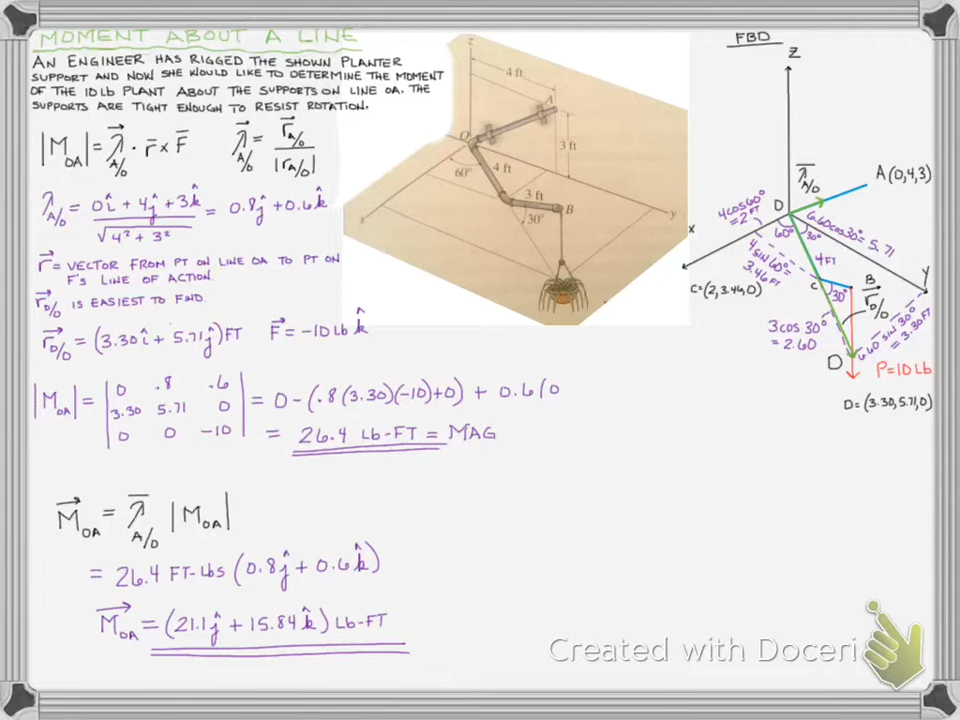 MOMENT ABOUT A LINE
AN ENGINEER HAS RIGGED THE SHOWN PLANTER
SUPPORT AND NOW SHE WOULD LIKE TO DETERMINE THE MOMENT
OF THE 10 LB PLANT ABOUT THE SUPPORTS ON LINE OA. THE
SUPPORTS ARE TIGHT ENOUGH TO RESIST ROTATION.
|M_OA| = λ_A/O · r̄ × F̄   λ_A/O = r_A/O / |r_A/O|
λ_A/O = 0î + 4ĵ + 3k̂ / √(4² + 3²) = 0.8ĵ + 0.6k̂
r = VECTOR FROM PT ON LINE OA TO PT ON
F's LINE OF ACTION.
r_D/O IS EASIEST TO FIND.
r_D/O = (3.30î + 5.71ĵ) FT   F = -10 lb k̂
|M_OA| = | 0 .8 .6 | = 0 - (.8(3.30)(-10)+0) + 0.6(0
3.30 5.71 0
0 0 -10
= 26.4 Lb-FT = MAG
M_OA = λ_A/O |M_OA|
= 26.4 FT-Lbs (0.8ĵ + 0.6k̂)
M_OA = (21.1ĵ + 15.84k̂) Lb-FT
z
4 ft
A
O
3 ft
60°
4 ft
3 ft
30°
B
x
y
FBD
Z
λ_A/O
A (0,4,3)
O
4cos60°
= 2 FT
60°
30°
6.60cos30° = 5.71
x
4 sin 60° =
3.46 FT
4 FT
Y
C = (2, 3.46, 0)
C
30°
B
r_D/O
3 cos 30°
= 2.60
6.60 sin 30°
= 3.30 FT
D
P = 10 Lb
D = (3.30, 5.71, 0)
Created with Doceri